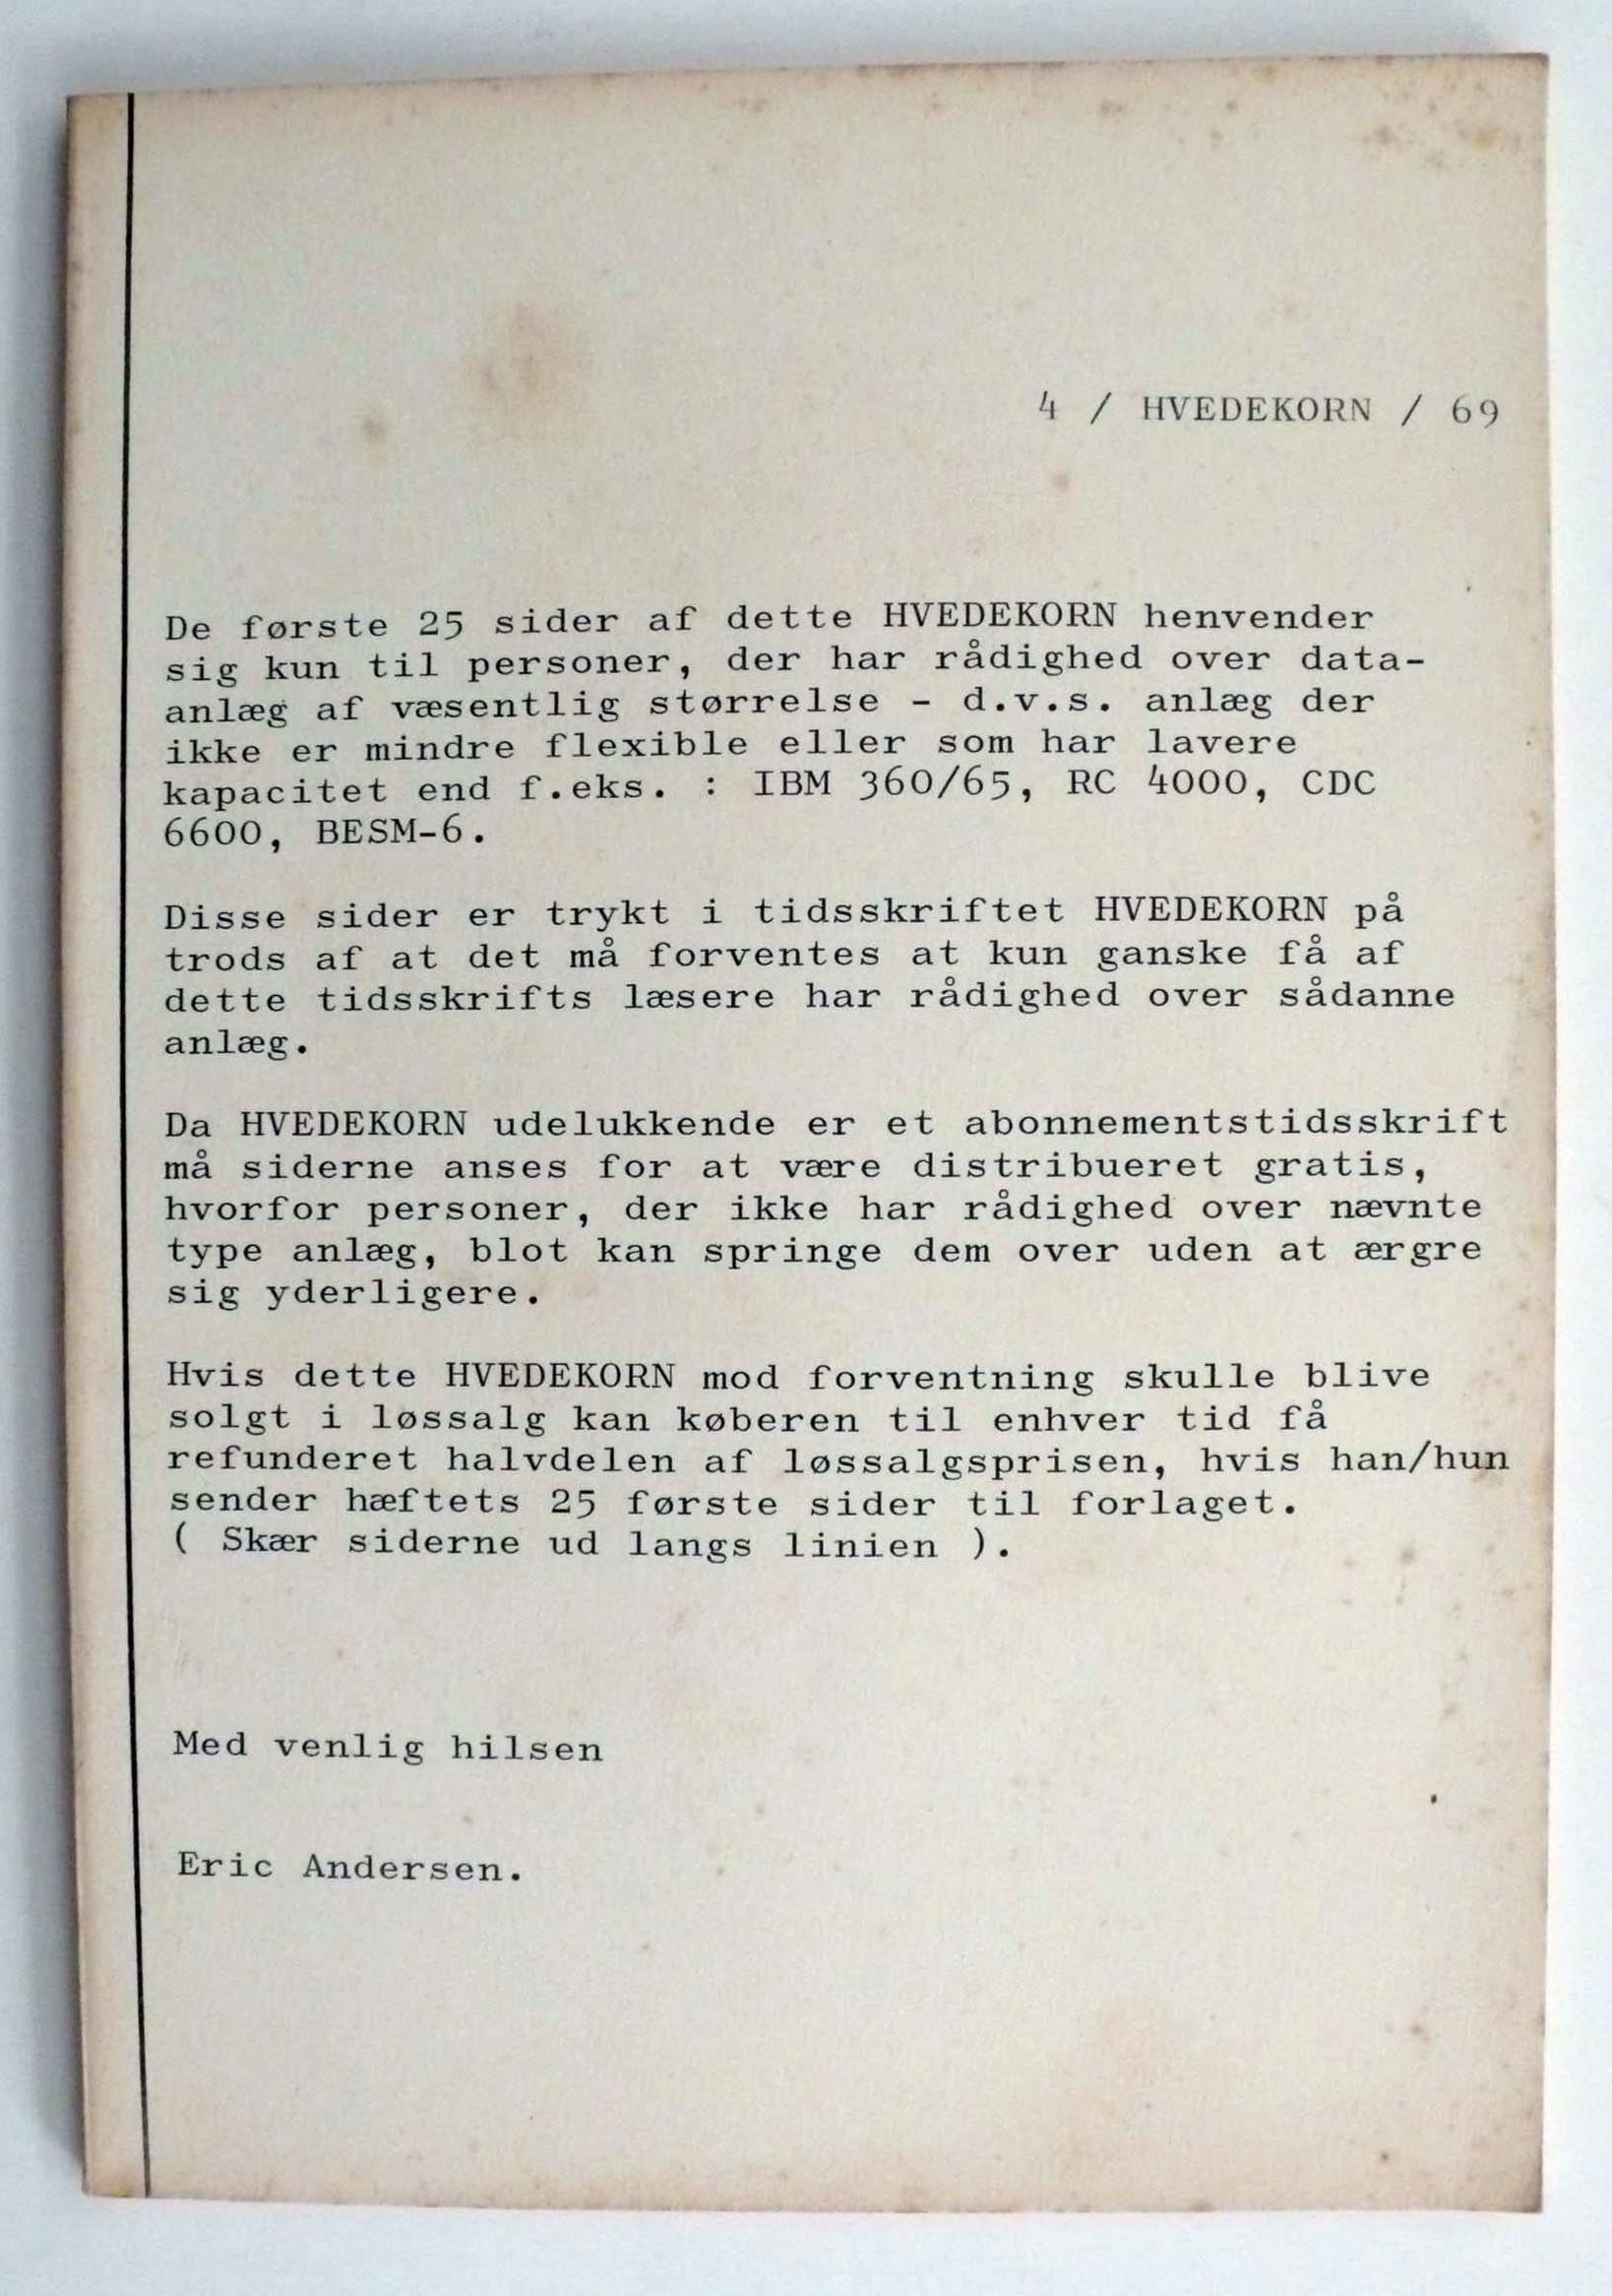 4 / HVEDEKORN / 69
De første 25 sider af dette HVEDEKORN henvender
sig kun til personer, der har rådighed over data-
anlæg af væsentlig størrelse - d.v.s. anlæg der
ikke er mindre flexible eller som har lavere
kapacitet end f.eks. : IBM 360/65, RC 4000, CDC
6600, BESM-6.
Disse sider er trykt i tidsskriftet HVEDEKORN på
trods af at det må forventes at kun ganske få af
dette tidsskrifts læsere har rådighed over sådanne
anlæg.
Da HVEDEKORN udelukkende er et abonnementstidsskrift
må siderne anses for at være distribueret gratis,
hvorfor personer, der ikke har rådighed over nævnte
type anlæg, blot kan springe dem over uden at ærgre
sig yderligere.
Hvis dette HVEDEKORN mod forventning skulle blive
solgt i løssalg kan køberen til enhver tid få
refunderet halvdelen af løssalgsprisen, hvis han/hun
sender hæftets 25 første sider til forlaget.
( Skær siderne ud langs linien ).
Med venlig hilsen
Eric Andersen.